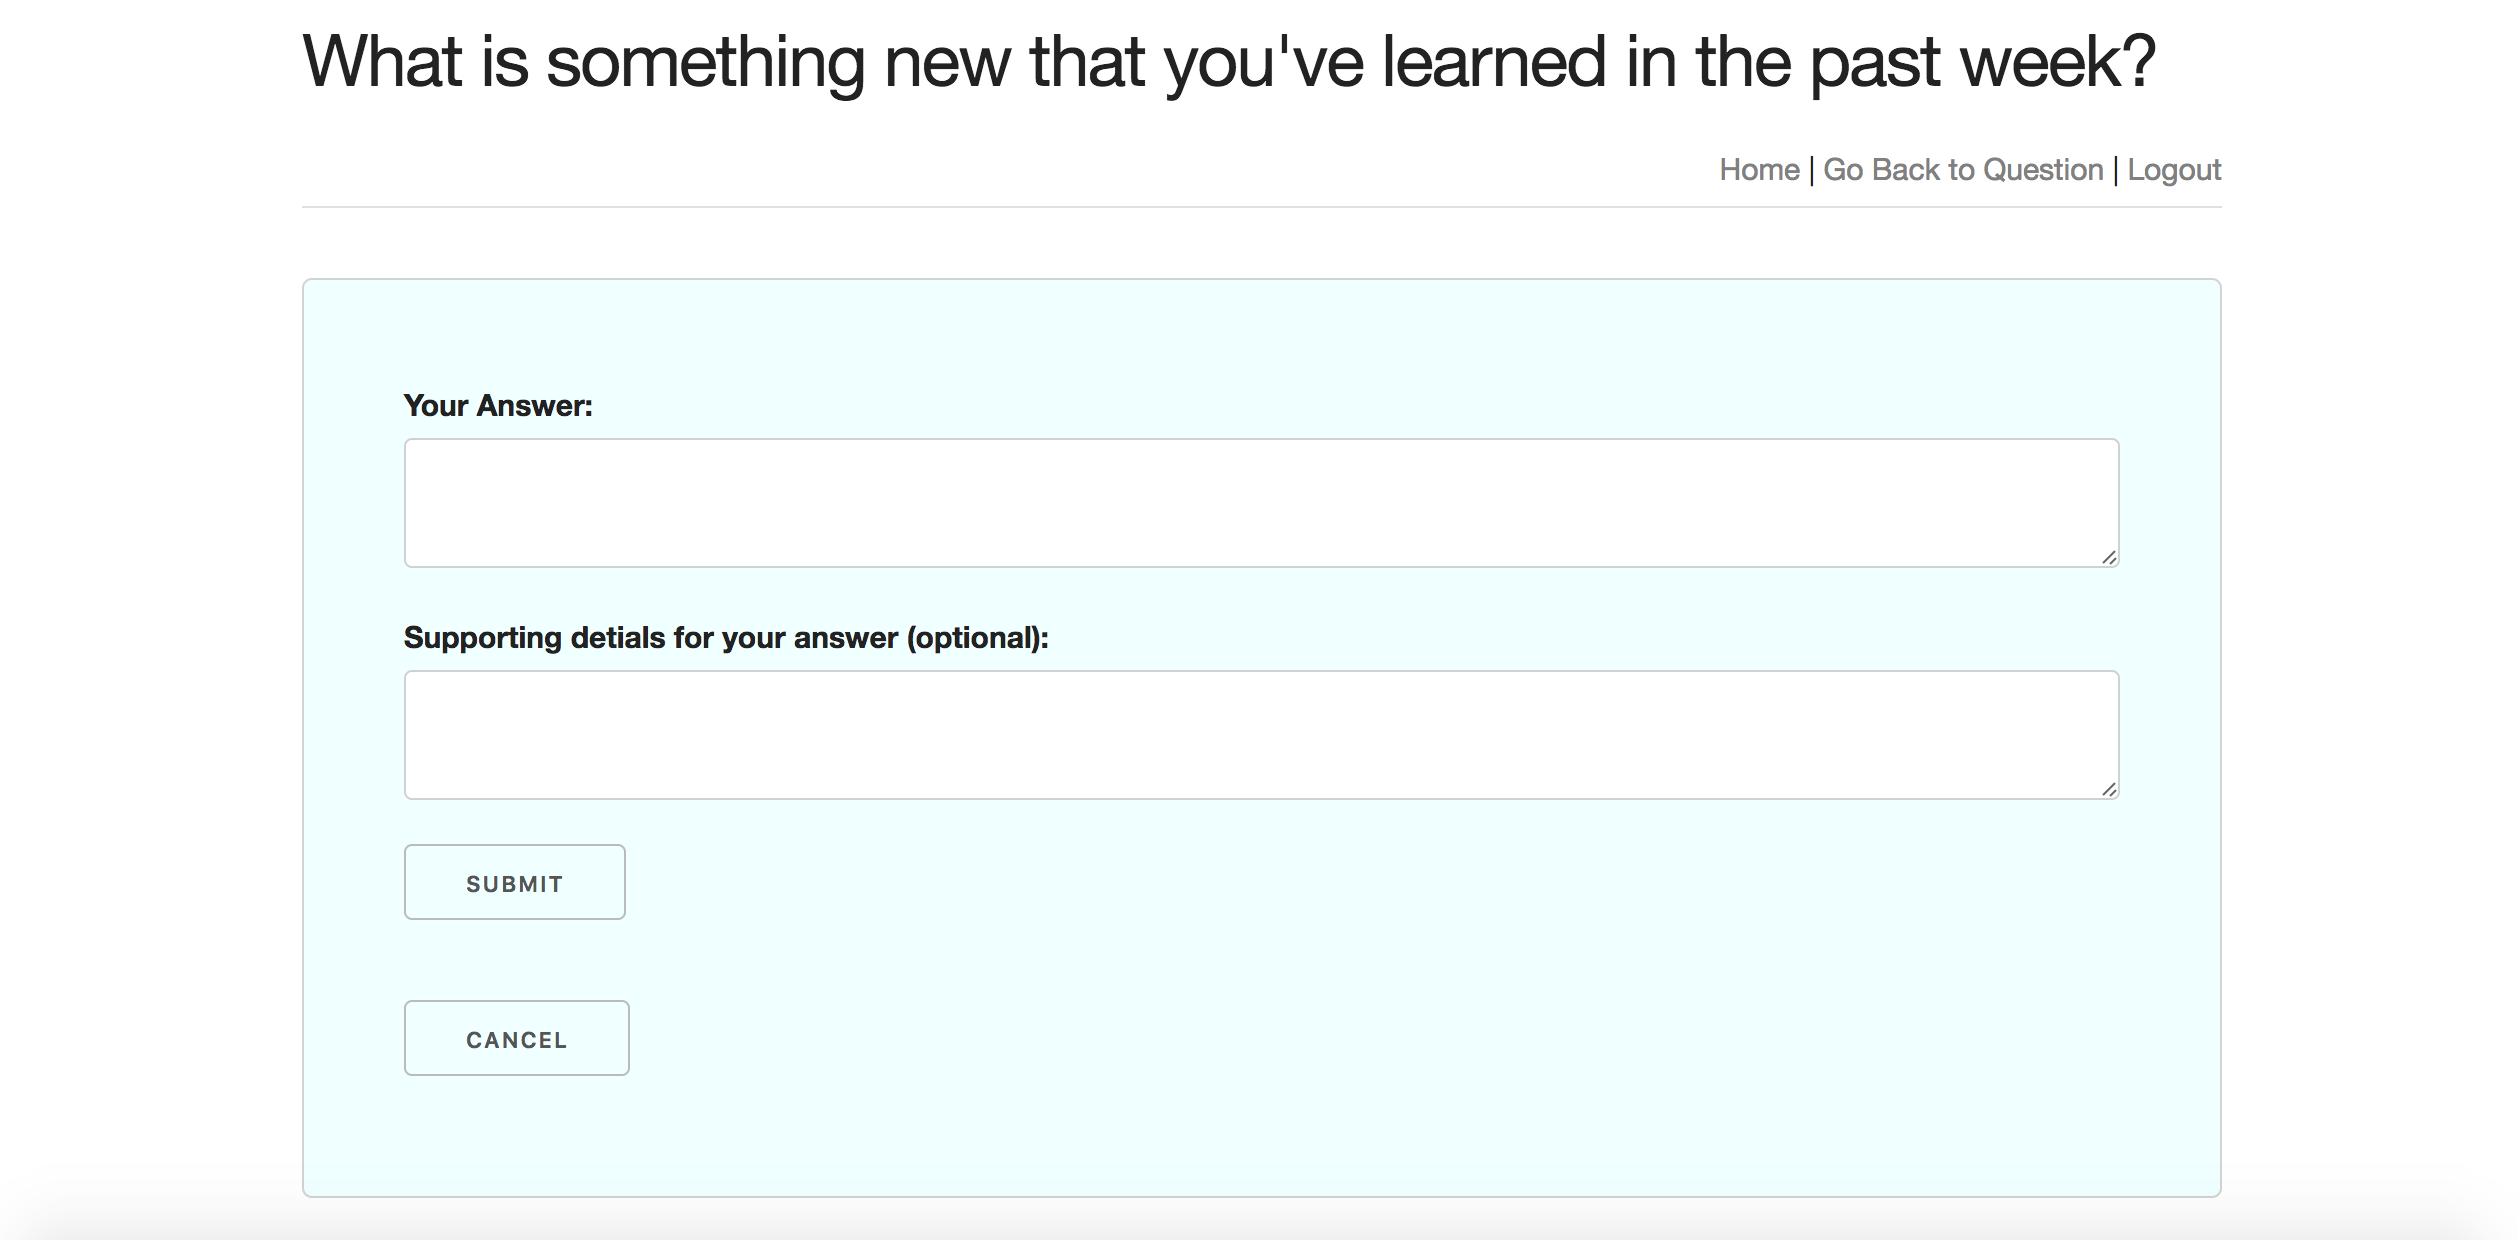 What is something new that you've learned in the past week?
Home | Go Back to Question | Logout
Your Answer:
Supporting detials for your answer (optional):
SUBMIT
CANCEL